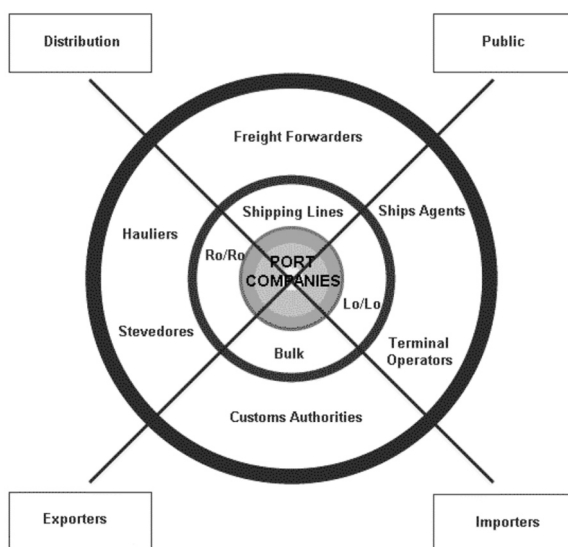 Distribution
Public
Freight Forwarders
Shipping Lines
Ships Agents
Hauliers
Ro/Ro
PORT
COMPANIES
Lo/Lo
Stevedores
Bulk
Terminal
Operators
Customs Authorities
Exporters
Importers